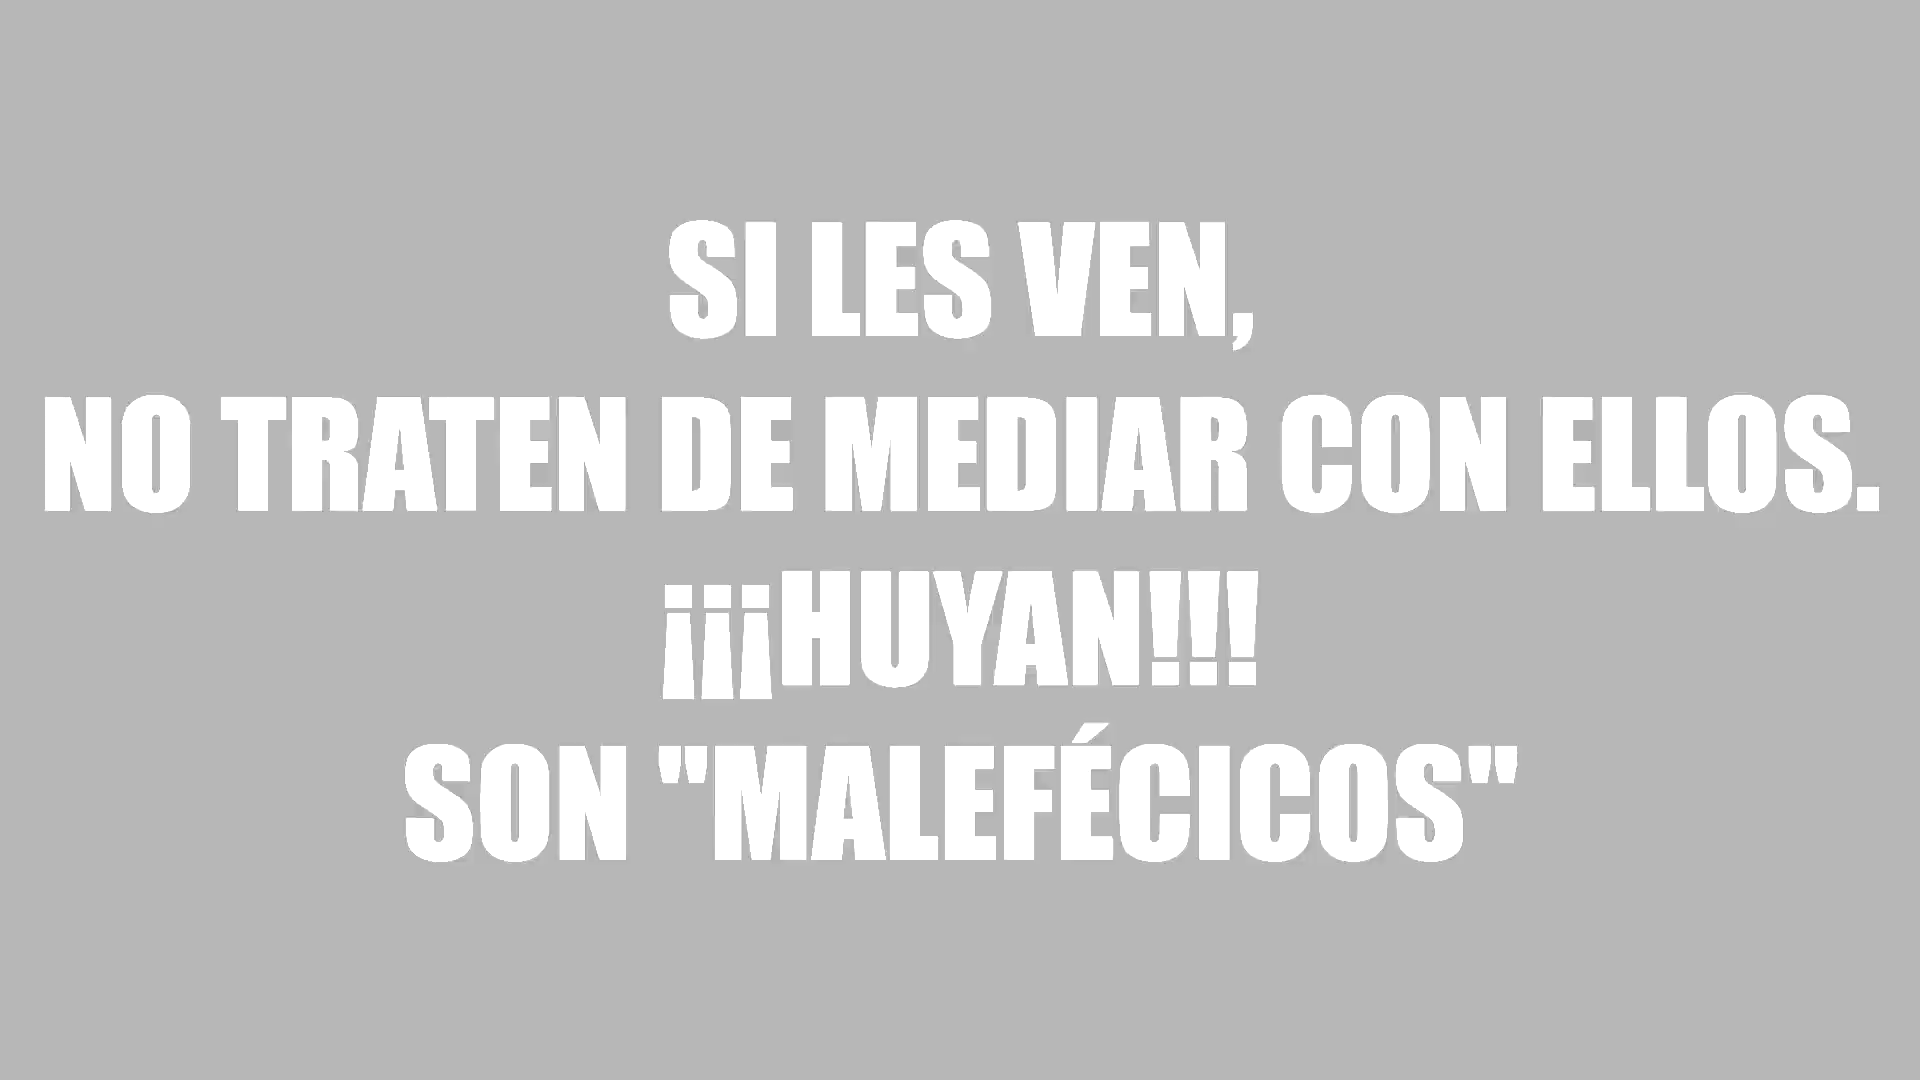 SI LES VEN,
NO TRATEN DE MEDIAR CON ELLOS.
¡¡¡HUYAN!!!
SON "MALEFÉCICOS"